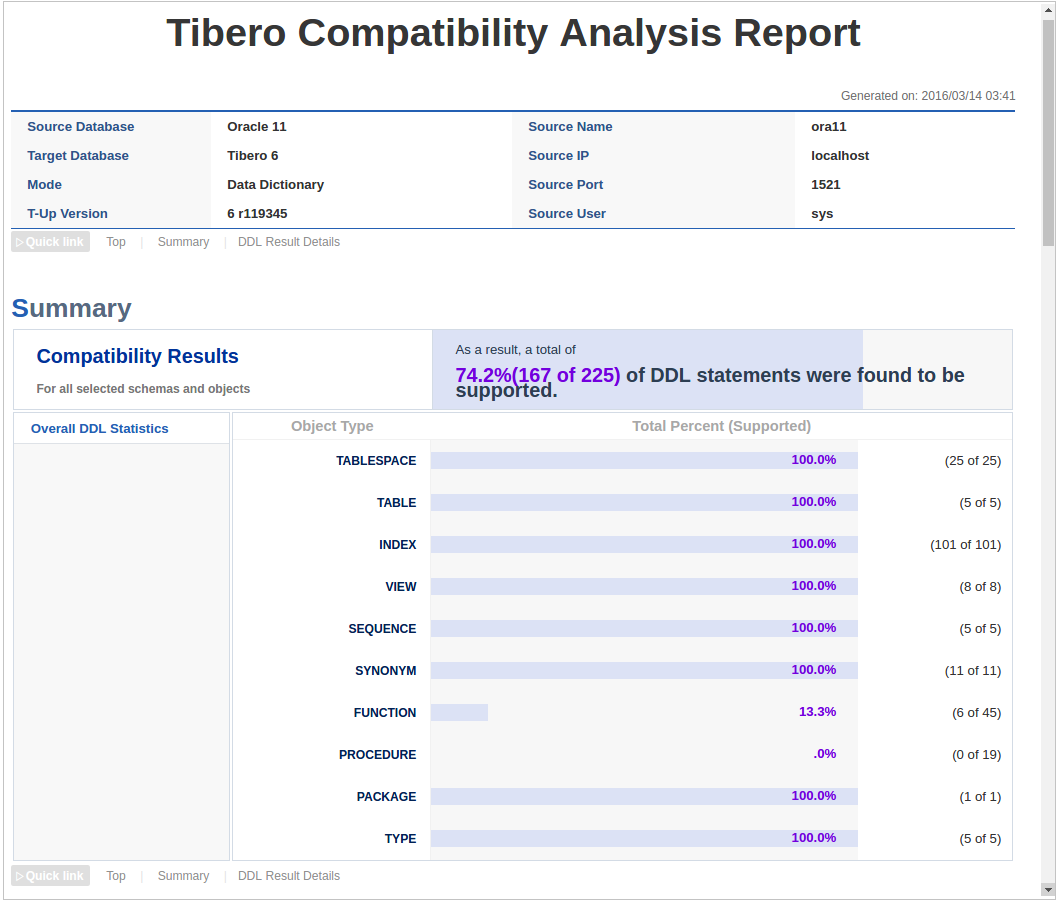 Tibero Compatibility Analysis Report
Generated on: 2016/03/14 03:41
Source Database Oracle 11 Source Name ora11
Target Database Tibero 6 Source IP localhost
Mode Data Dictionary Source Port 1521
T-Up Version 6 r119345 Source User sys
▷Quick link Top | Summary | DDL Result Details
Summary
Compatibility Results
For all selected schemas and objects
As a result, a total of
74.2%(167 of 225) of DDL statements were found to be
supported.
Overall DDL Statistics
Object Type Total Percent (Supported)
TABLESPACE 100.0% (25 of 25)
TABLE 100.0% (5 of 5)
INDEX 100.0% (101 of 101)
VIEW 100.0% (8 of 8)
SEQUENCE 100.0% (5 of 5)
SYNONYM 100.0% (11 of 11)
FUNCTION 13.3% (6 of 45)
PROCEDURE .0% (0 of 19)
PACKAGE 100.0% (1 of 1)
TYPE 100.0% (5 of 5)
▷Quick link Top | Summary | DDL Result Details